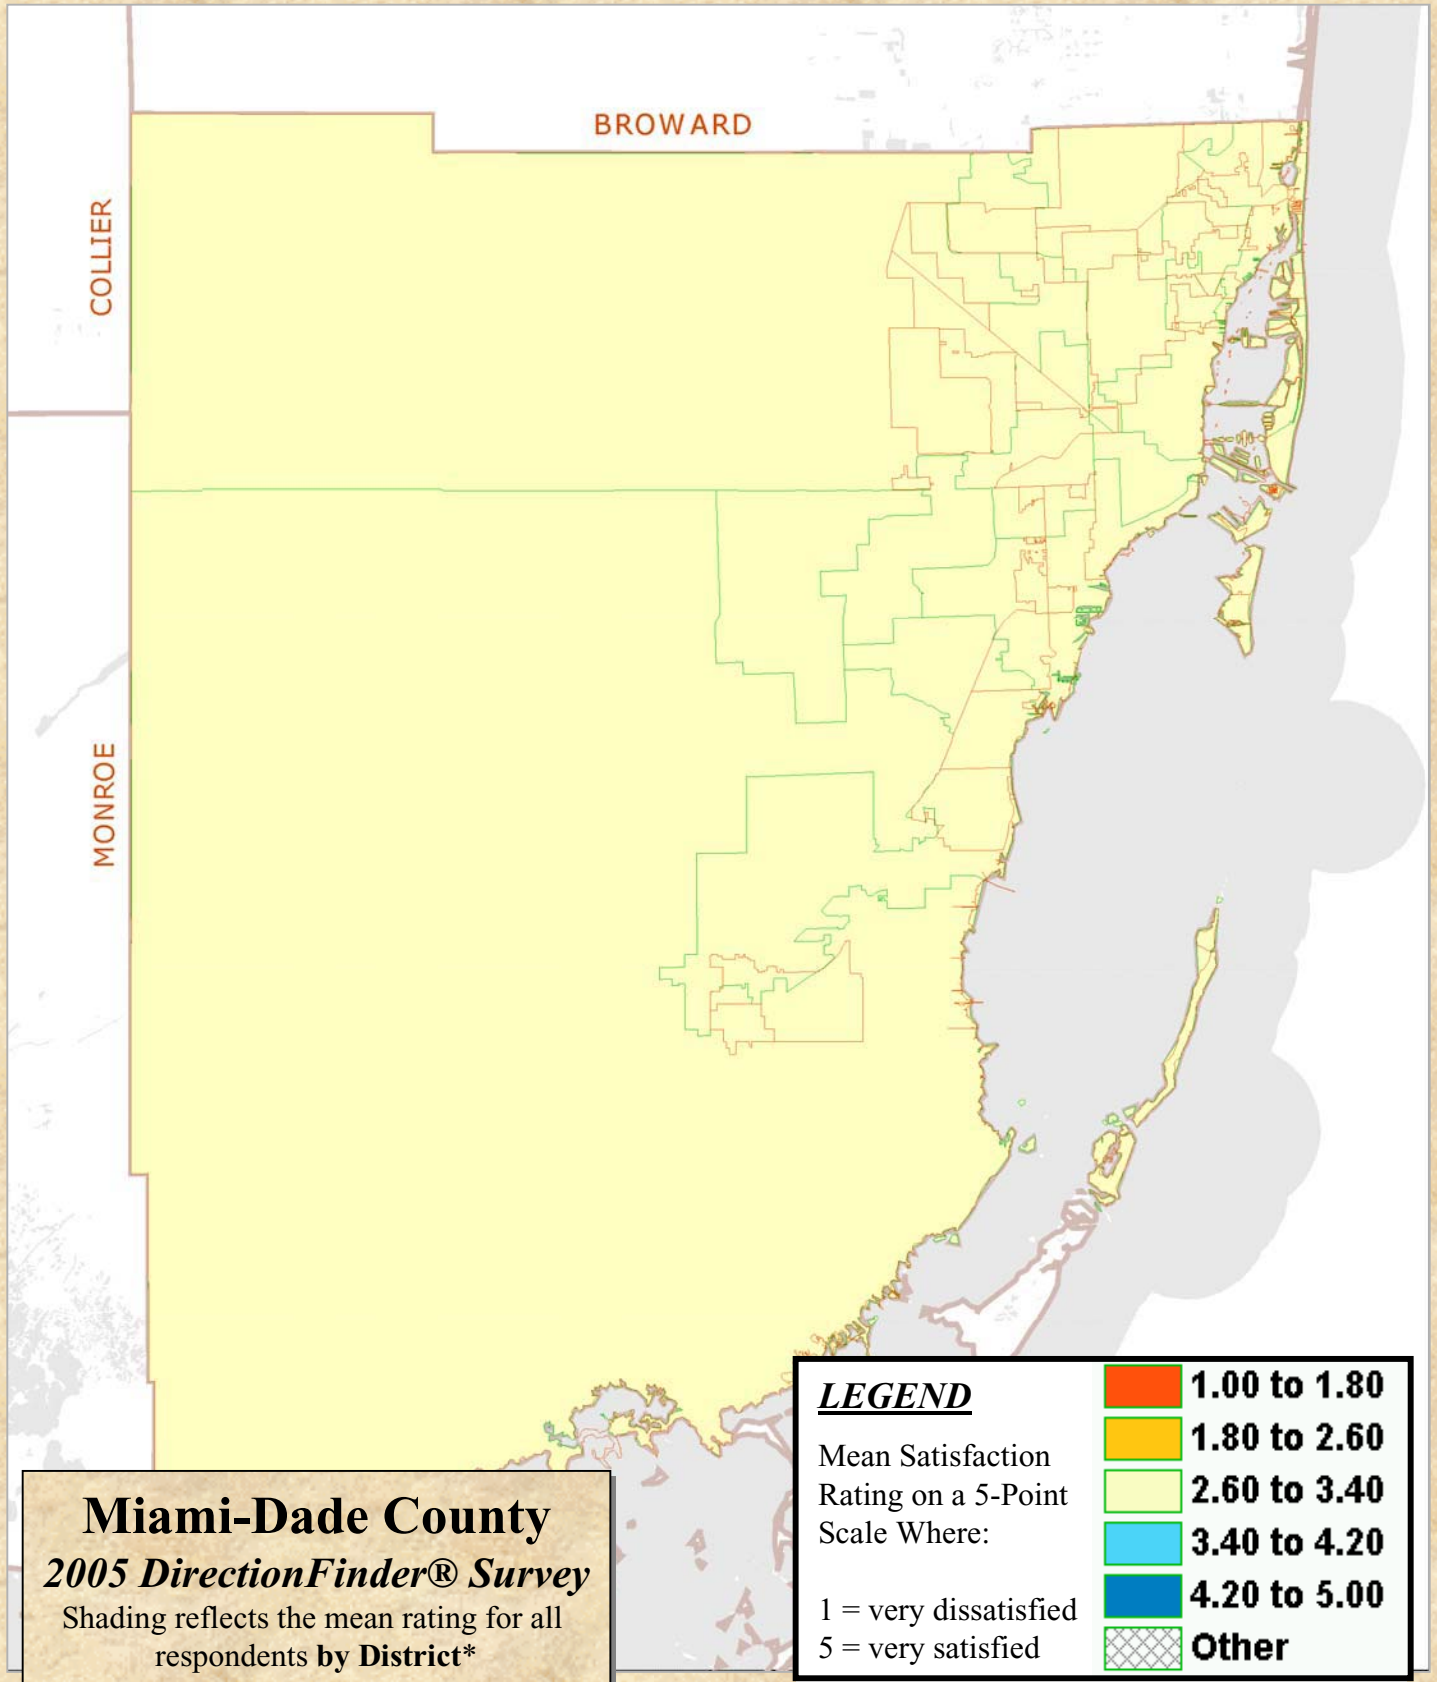 BROWARD
COLLIER
MONROE
LEGEND
Mean Satisfaction
Rating on a 5-Point
Scale Where:
1 = very dissatisfied
5 = very satisfied
1.00 to 1.80
1.80 to 2.60
2.60 to 3.40
3.40 to 4.20
4.20 to 5.00
Other
Miami-Dade County
2005 DirectionFinder® Survey
Shading reflects the mean rating for all
respondents by District*